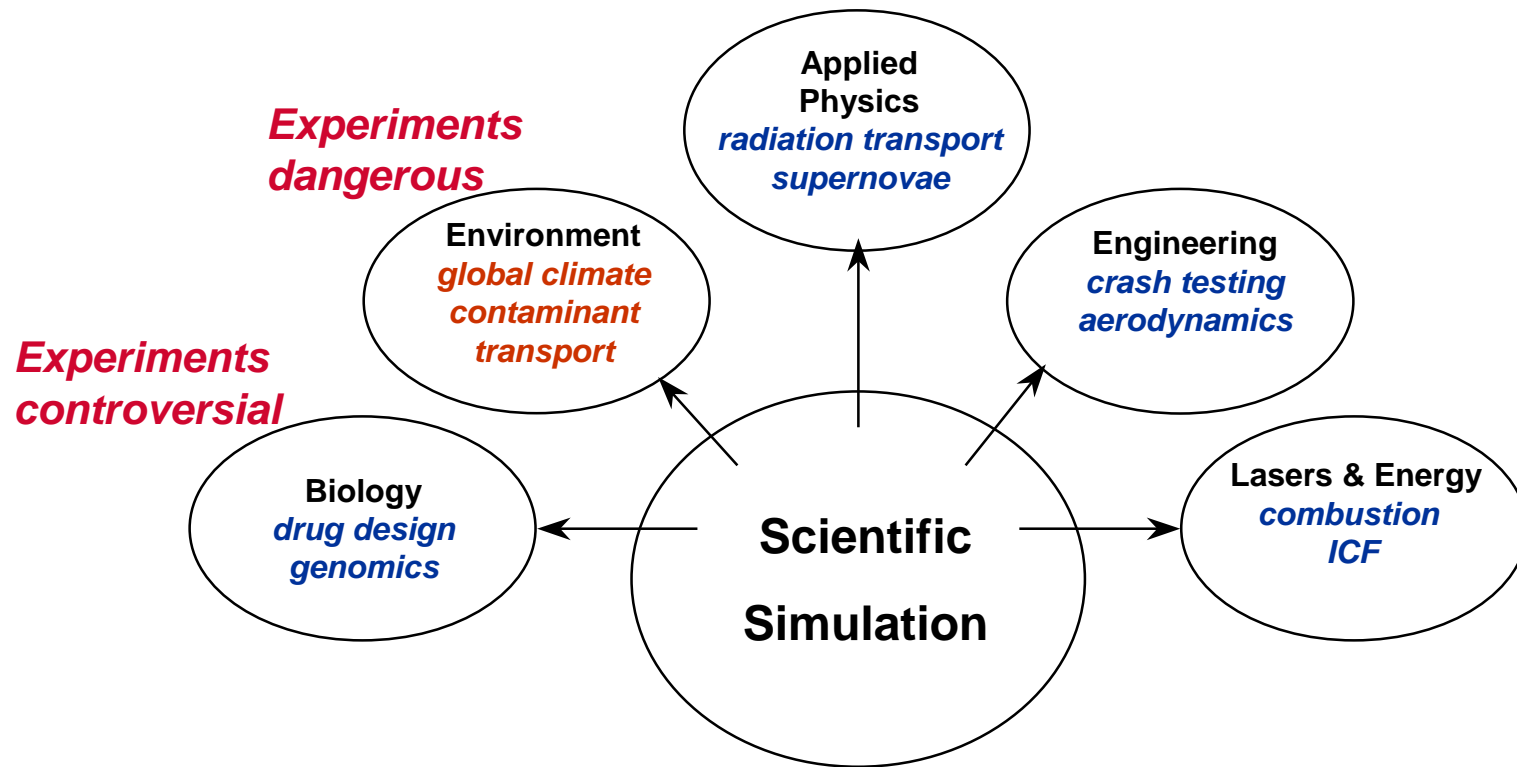 Applied
Physics
radiation transport
supernovae
Experiments
dangerous
Environment
global climate
contaminant
transport
Engineering
crash testing
aerodynamics
Experiments
controversial
Biology
drug design
genomics
Lasers & Energy
combustion
ICF
Scientific
Simulation